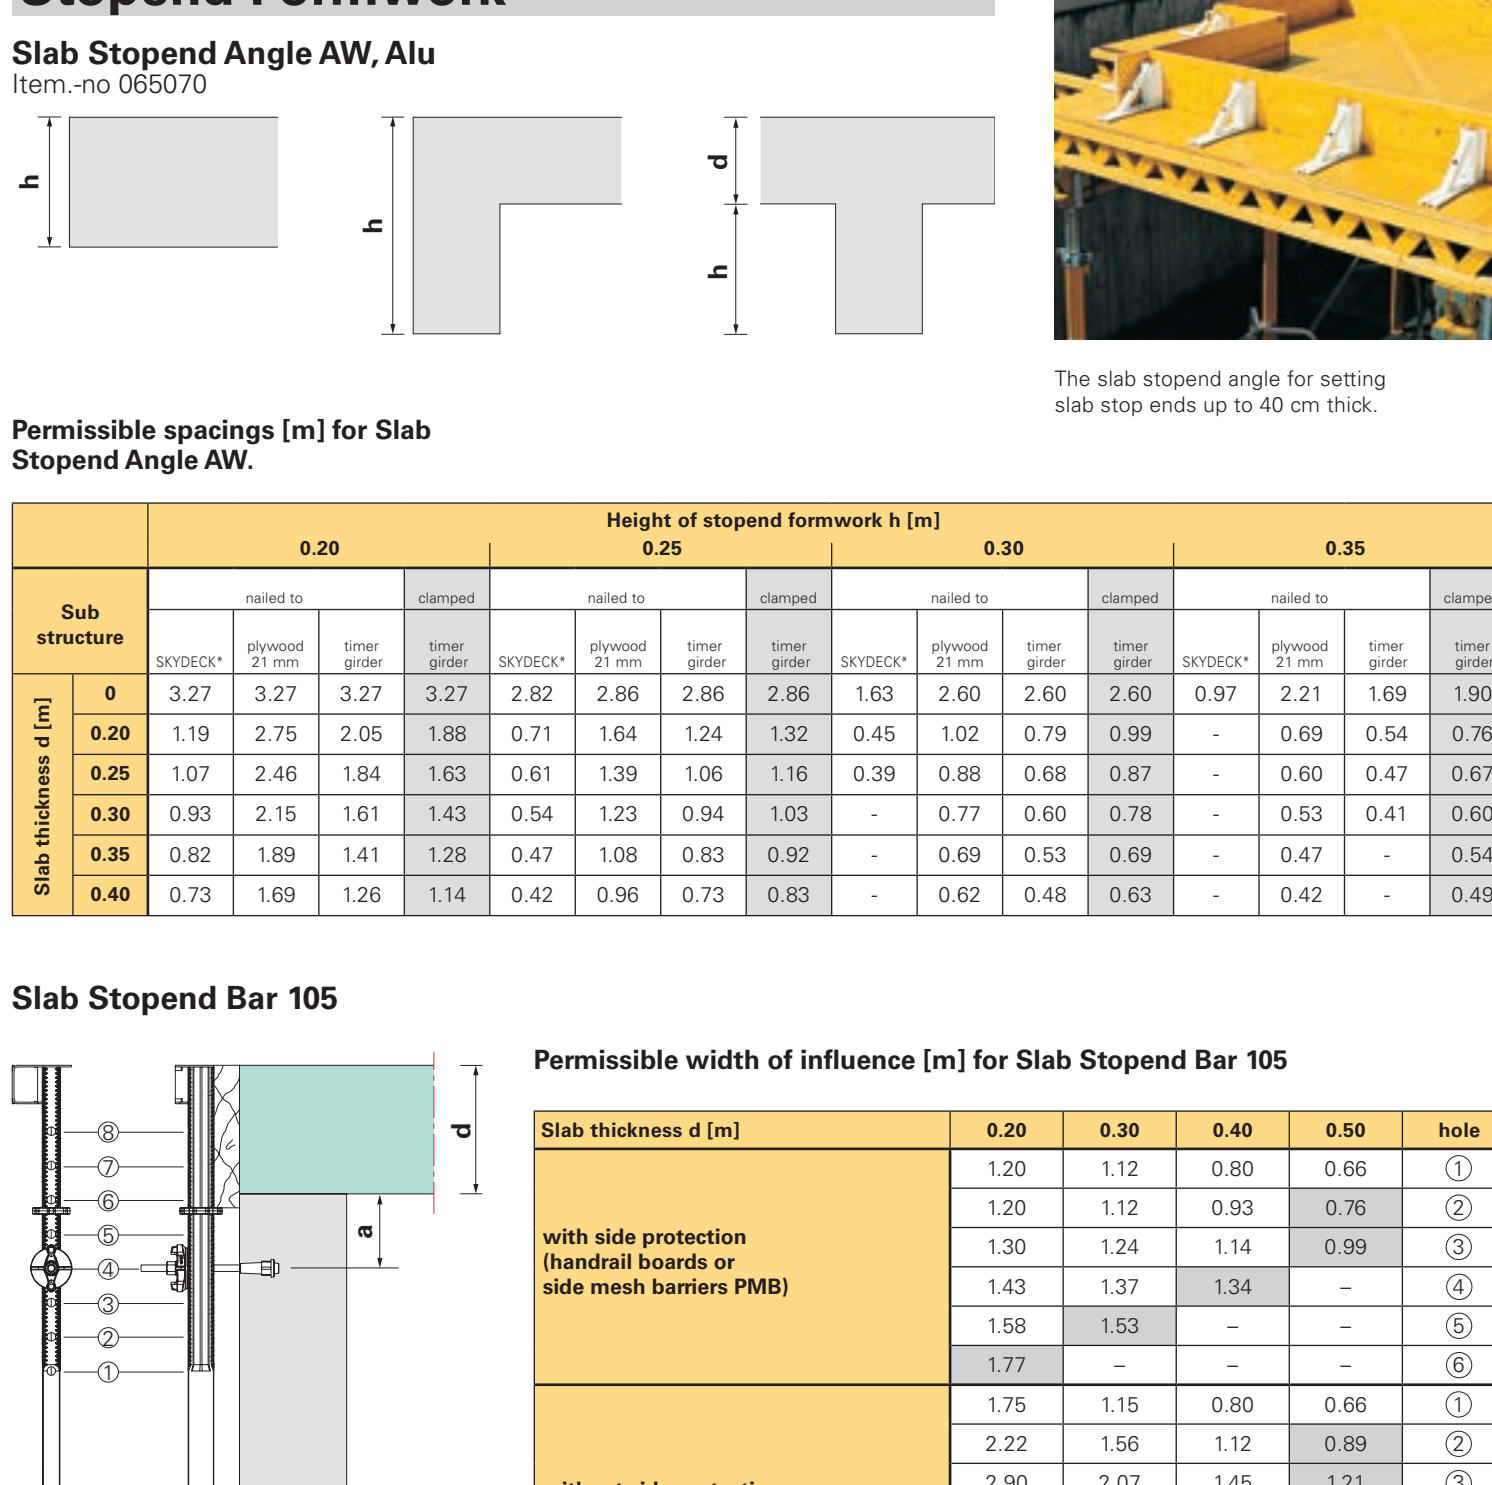 Stopend Formwork
Slab Stopend Angle AW, Alu
Item.-no 065070
h
h
d
h
The slab stopend angle for setting
slab stop ends up to 40 cm thick.
Permissible spacings [m] for Slab
Stopend Angle AW.
Height of stopend formwork h [m]
0.20 0.25 0.30 0.35
Sub
structure
nailed to clamped nailed to clamped nailed to clamped nailed to clampe
SKYDECK* plywood 21 mm timer girder timer girder SKYDECK* plywood 21 mm timer girder timer girder SKYDECK* plywood 21 mm timer girder timer girder SKYDECK* plywood 21 mm timer girder timer girder
Slab thickness d [m]
0 3.27 3.27 3.27 3.27 2.82 2.86 2.86 2.86 1.63 2.60 2.60 2.60 0.97 2.21 1.69 1.90
0.20 1.19 2.75 2.05 1.88 0.71 1.64 1.24 1.32 0.45 1.02 0.79 0.99 - 0.69 0.54 0.76
0.25 1.07 2.46 1.84 1.63 0.61 1.39 1.06 1.16 0.39 0.88 0.68 0.87 - 0.60 0.47 0.67
0.30 0.93 2.15 1.61 1.43 0.54 1.23 0.94 1.03 - 0.77 0.60 0.78 - 0.53 0.41 0.60
0.35 0.82 1.89 1.41 1.28 0.47 1.08 0.83 0.92 - 0.69 0.53 0.69 - 0.47 - 0.54
0.40 0.73 1.69 1.26 1.14 0.42 0.96 0.73 0.83 - 0.62 0.48 0.63 - 0.42 - 0.49
Slab Stopend Bar 105
⑧
⑦
⑥
⑤
④
③
②
①
d
a
Permissible width of influence [m] for Slab Stopend Bar 105
Slab thickness d [m] 0.20 0.30 0.40 0.50 hole
with side protection
(handrail boards or
side mesh barriers PMB)
1.20 1.12 0.80 0.66 ①
1.20 1.12 0.93 0.76 ②
1.30 1.24 1.14 0.99 ③
1.43 1.37 1.34 – ④
1.58 1.53 – – ⑤
1.77 – – – ⑥
1.75 1.15 0.80 0.66 ①
2.22 1.56 1.12 0.89 ②
2.90 2.07 1.45 1.21 ③